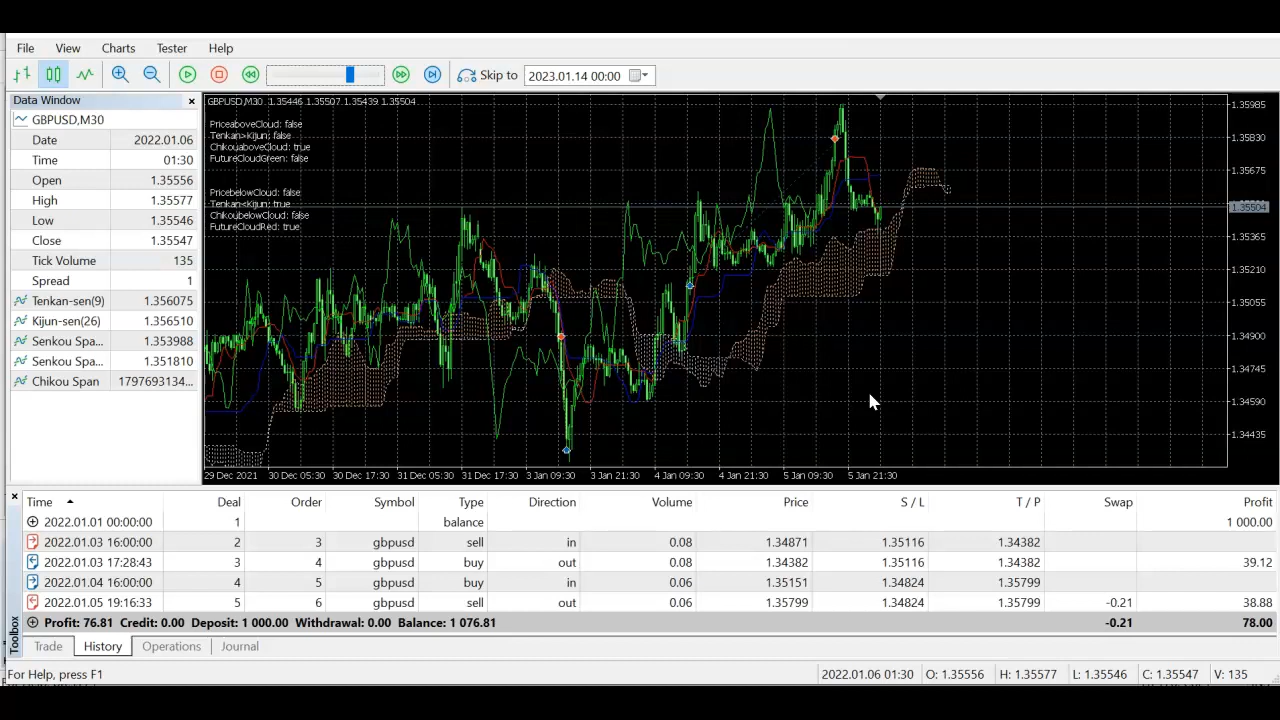 File View Charts Tester Help
Skip to 2023.01.14 00:00
Data Window
GBPUSD,M30
Date 2022.01.06
Time 01:30
Open 1.35556
High 1.35577
Low 1.35546
Close 1.35547
Tick Volume 135
Spread 1
Tenkan-sen(9) 1.356075
Kijun-sen(26) 1.356510
Senkou Spa... 1.353988
Senkou Spa... 1.351810
Chikou Span 1797693134...
GBPUSD,M30 1.35446 1.35507 1.35439 1.35504
PriceaboveCloud: false
Tenkan>Kijun: false
ChikouaboveCloud: true
FutureCloudGreen: false
PricebelowCloud: false
Tenkan<Kijun: true
ChikoubelowCloud: false
FutureCloudRed: true
1.35985
1.35830
1.35675
1.35504
1.35365
1.35210
1.35055
1.34900
1.34745
1.34590
1.34435
29 Dec 2021 30 Dec 05:30 30 Dec 17:30 31 Dec 05:30 31 Dec 17:30 3 Jan 09:30 3 Jan 21:30 4 Jan 09:30 4 Jan 21:30 5 Jan 09:30 5 Jan 21:30
Time Deal Order Symbol Type Direction Volume Price S / L T / P Swap Profit
2022.01.01 00:00:00 1 balance 1 000.00
2022.01.03 16:00:00 2 3 gbpusd sell in 0.08 1.34871 1.35116 1.34382
2022.01.03 17:28:43 3 4 gbpusd buy out 0.08 1.34382 1.35116 1.34382 39.12
2022.01.04 16:00:00 4 5 gbpusd buy in 0.06 1.35151 1.34824 1.35799
2022.01.05 19:16:33 5 6 gbpusd sell out 0.06 1.35799 1.34824 1.35799 -0.21 38.88
Profit: 76.81 Credit: 0.00 Deposit: 1 000.00 Withdrawal: 0.00 Balance: 1 076.81 -0.21 78.00
Toolbox
Trade History Operations Journal
For Help, press F1 2022.01.06 01:30 O: 1.35556 H: 1.35577 L: 1.35546 C: 1.35547 V: 135